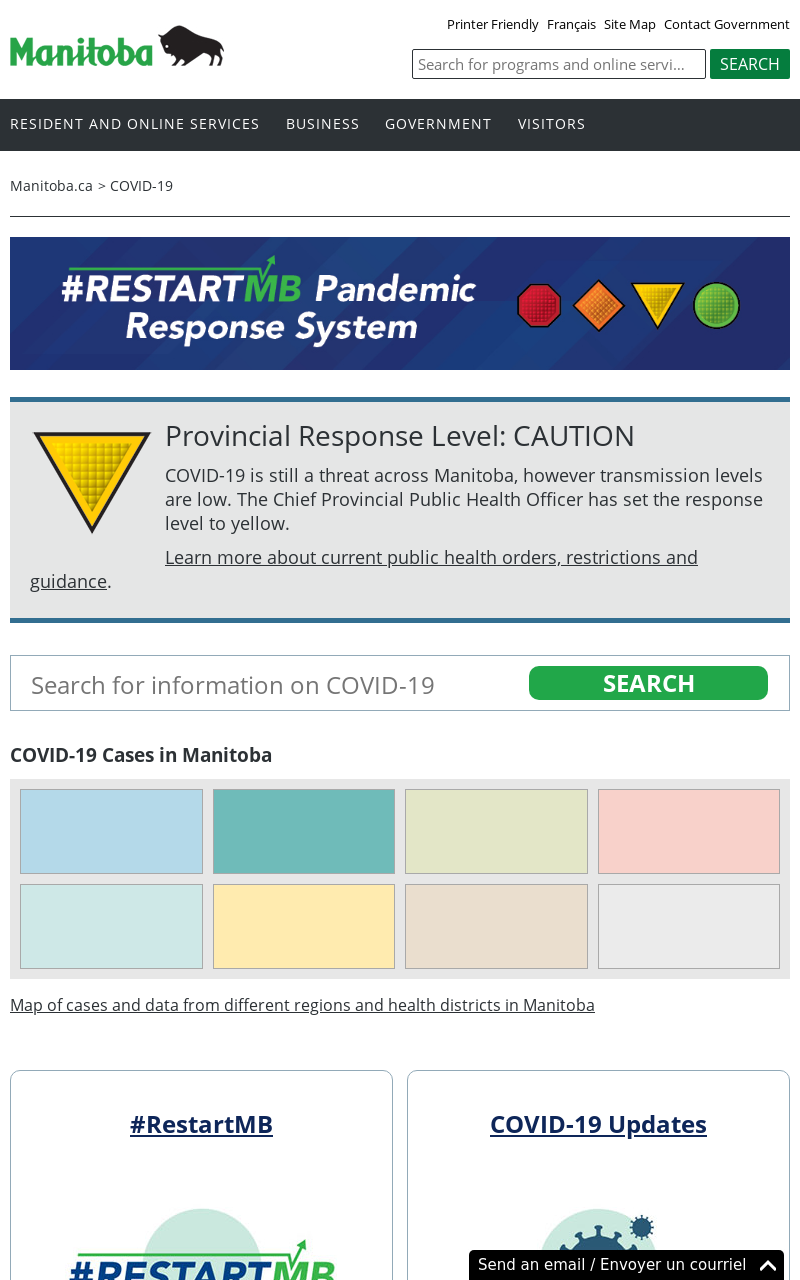 Printer Friendly Français Site Map Contact Government
Manitoba
Search for programs and online servi...
SEARCH
RESIDENT AND ONLINE SERVICES BUSINESS GOVERNMENT VISITORS
Manitoba.ca > COVID-19
#RESTARTMB Pandemic
Response System
Provincial Response Level: CAUTION
COVID-19 is still a threat across Manitoba, however transmission levels
are low. The Chief Provincial Public Health Officer has set the response
level to yellow.
Learn more about current public health orders, restrictions and
guidance.
Search for information on COVID-19
SEARCH
COVID-19 Cases in Manitoba
Map of cases and data from different regions and health districts in Manitoba
#RestartMB
COVID-19 Updates
#RESTARTMB
Send an email / Envoyer un courriel